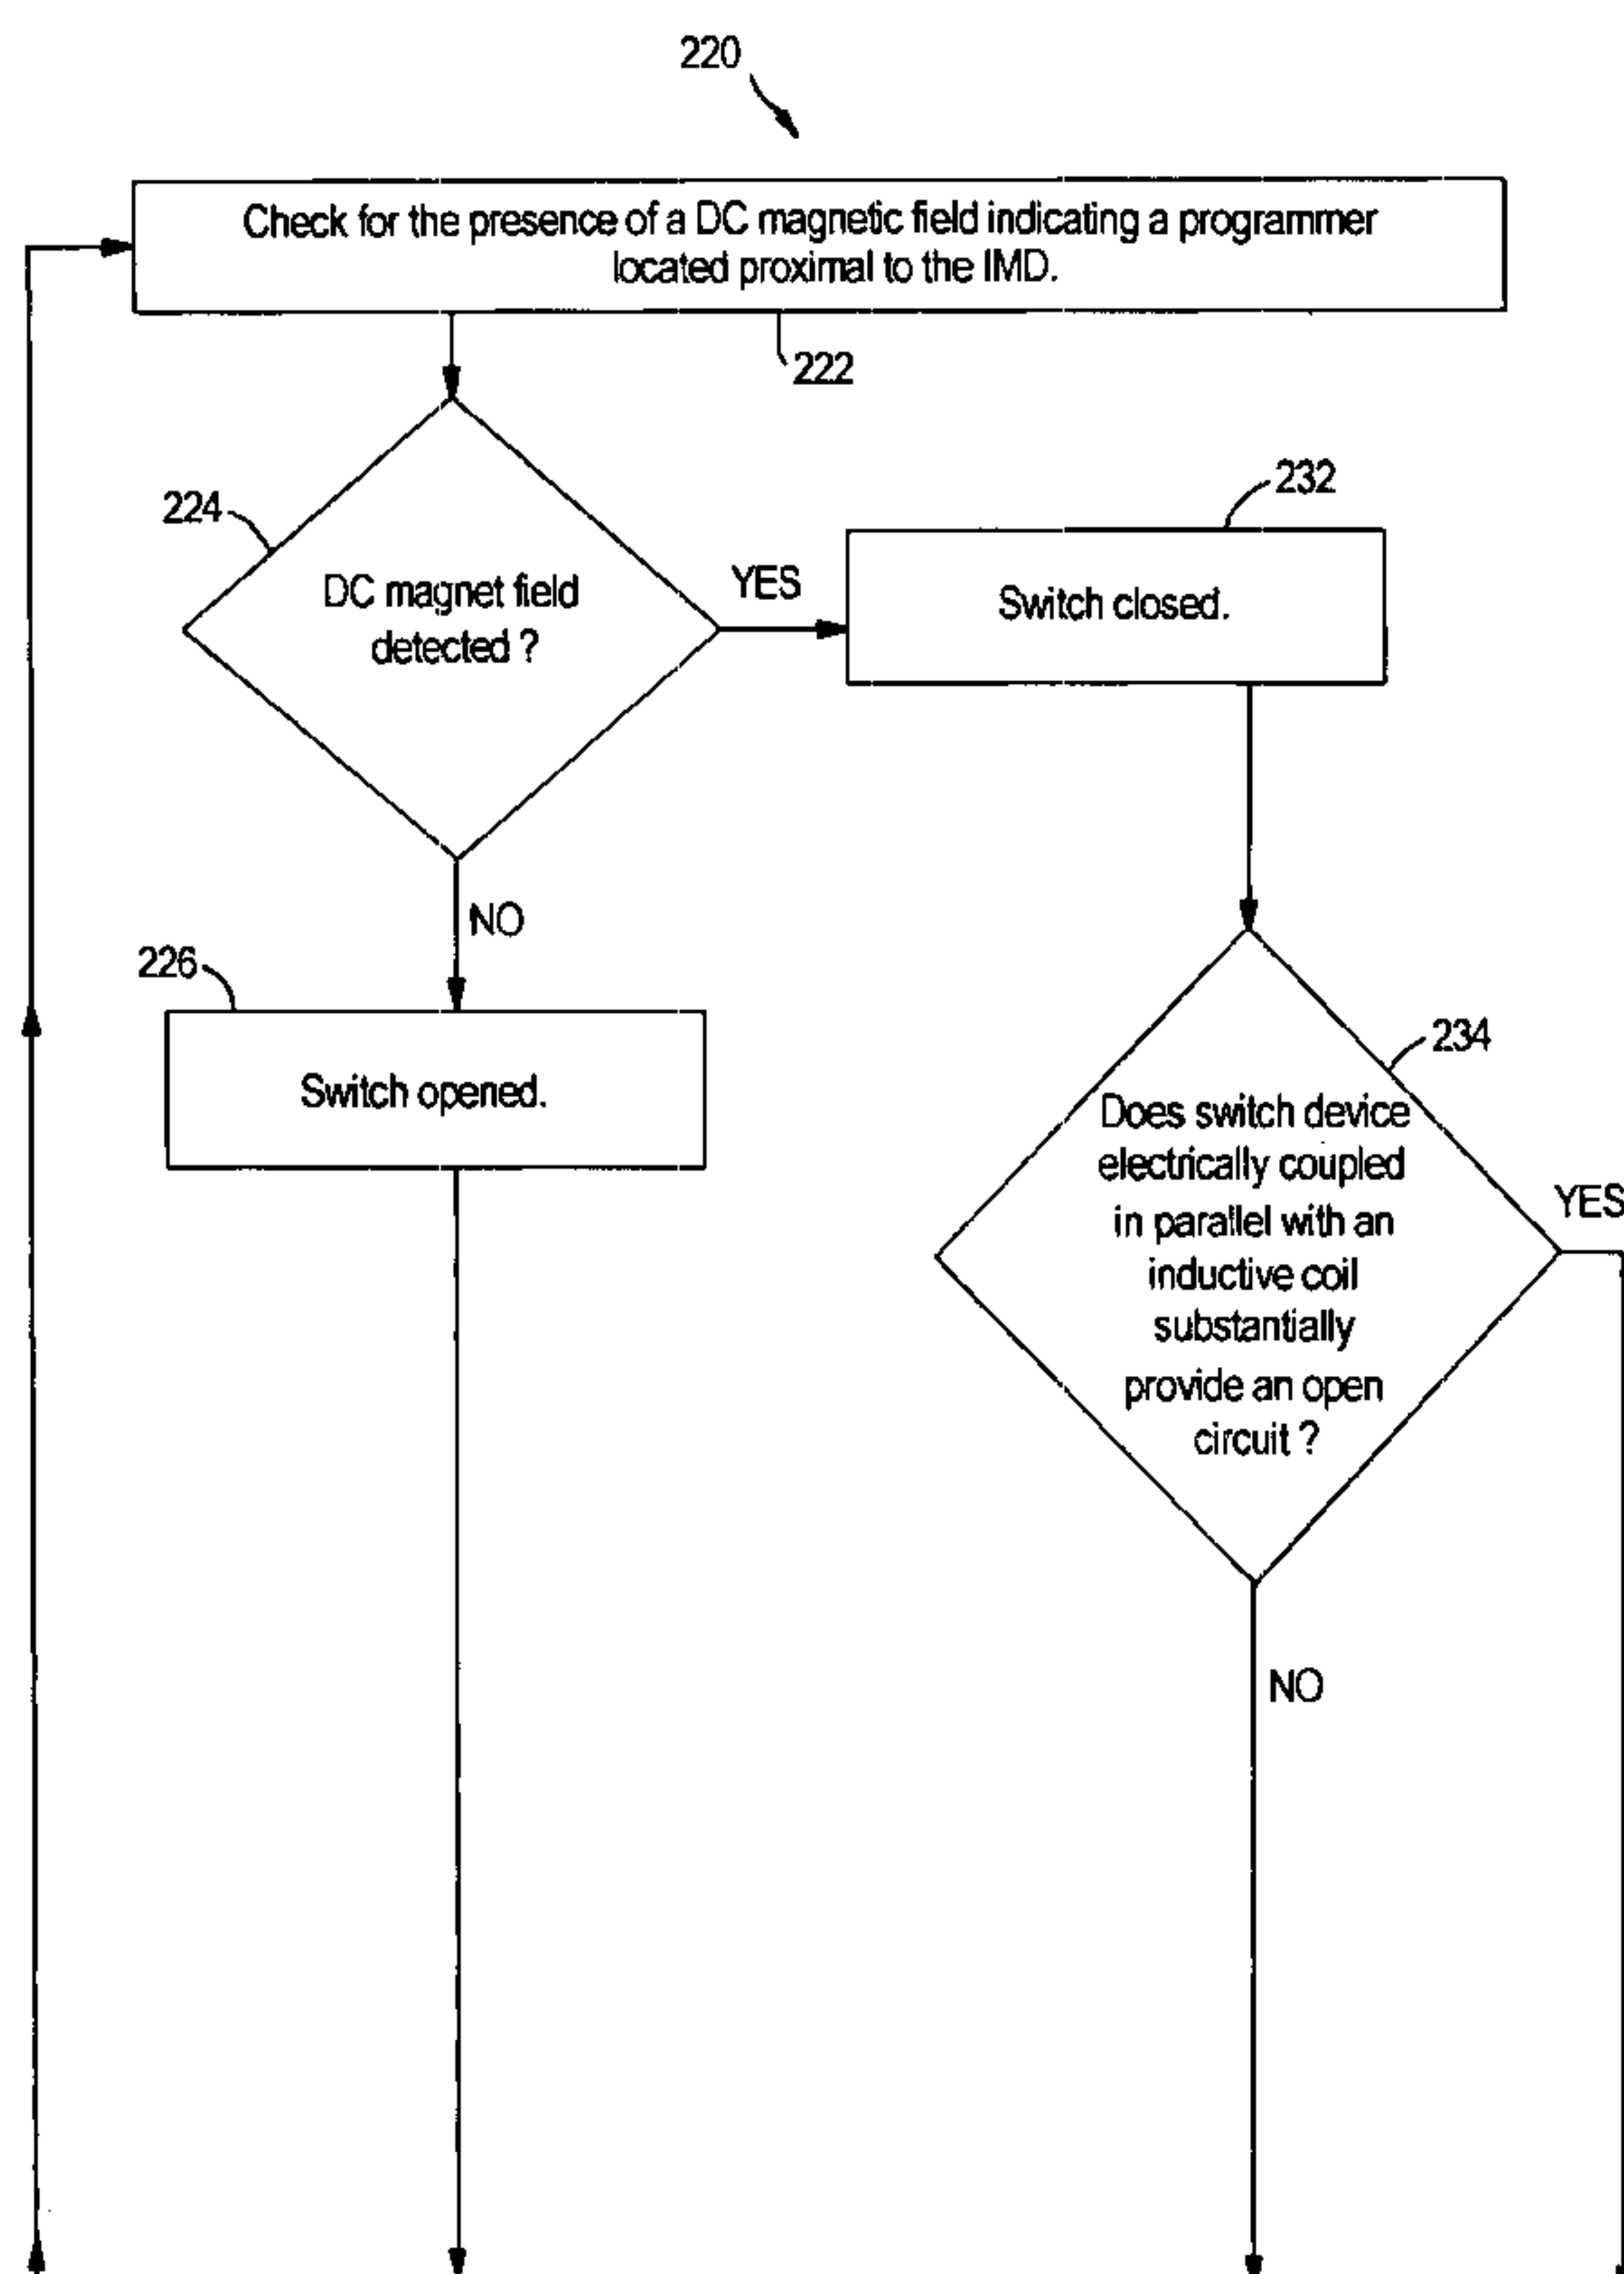 220
Check for the presence of a DC magnetic field indicating a programmer
located proximal to the IMD.
222
224
DC magnet field
detected ?
YES
232
Switch closed.
NO
226
Switch opened.
234
Does switch device
electrically coupled
in parallel with an
inductive coil
substantially
provide an open
circuit ?
YES
NO